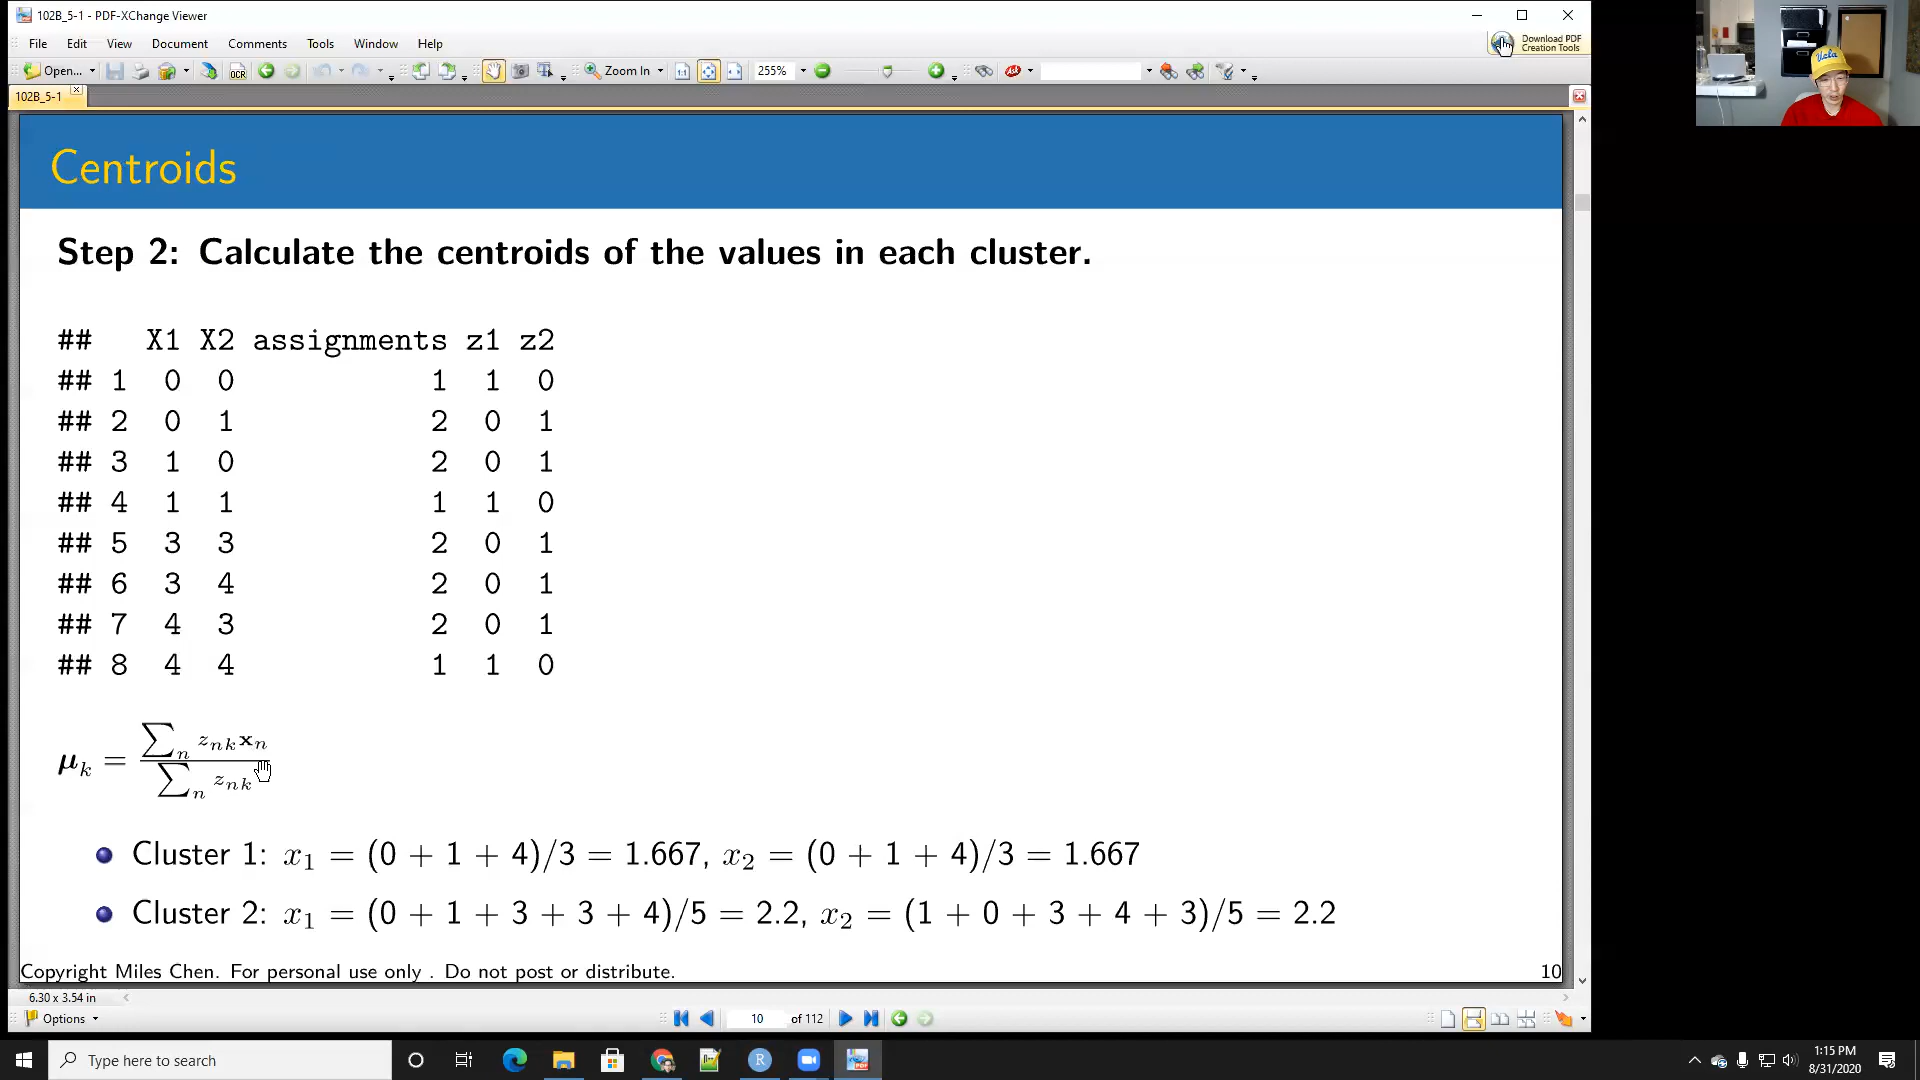 102B_5-1 - PDF-XChange Viewer
File Edit View Document Comments Tools Window Help
Download PDF
Creation Tools
Open... OCR Zoom In 255%
102B_5-1
Centroids
Step 2: Calculate the centroids of the values in each cluster.
## X1 X2 assignments z1 z2
## 1 0 0 1 1 0
## 2 0 1 2 0 1
## 3 1 0 2 0 1
## 4 1 1 1 1 0
## 5 3 3 2 0 1
## 6 3 4 2 0 1
## 7 4 3 2 0 1
## 8 4 4 1 1 0
μ_k = ∑_n z_nk x_n / ∑_n z_nk
Cluster 1: x₁ = (0 + 1 + 4)/3 = 1.667, x₂ = (0 + 1 + 4)/3 = 1.667
Cluster 2: x₁ = (0 + 1 + 3 + 3 + 4)/5 = 2.2, x₂ = (1 + 0 + 3 + 4 + 3)/5 = 2.2
Copyright Miles Chen. For personal use only . Do not post or distribute. 10
6.30 x 3.54 in
Options 10 of 112
Type here to search
1:15 PM
8/31/2020
Ucla